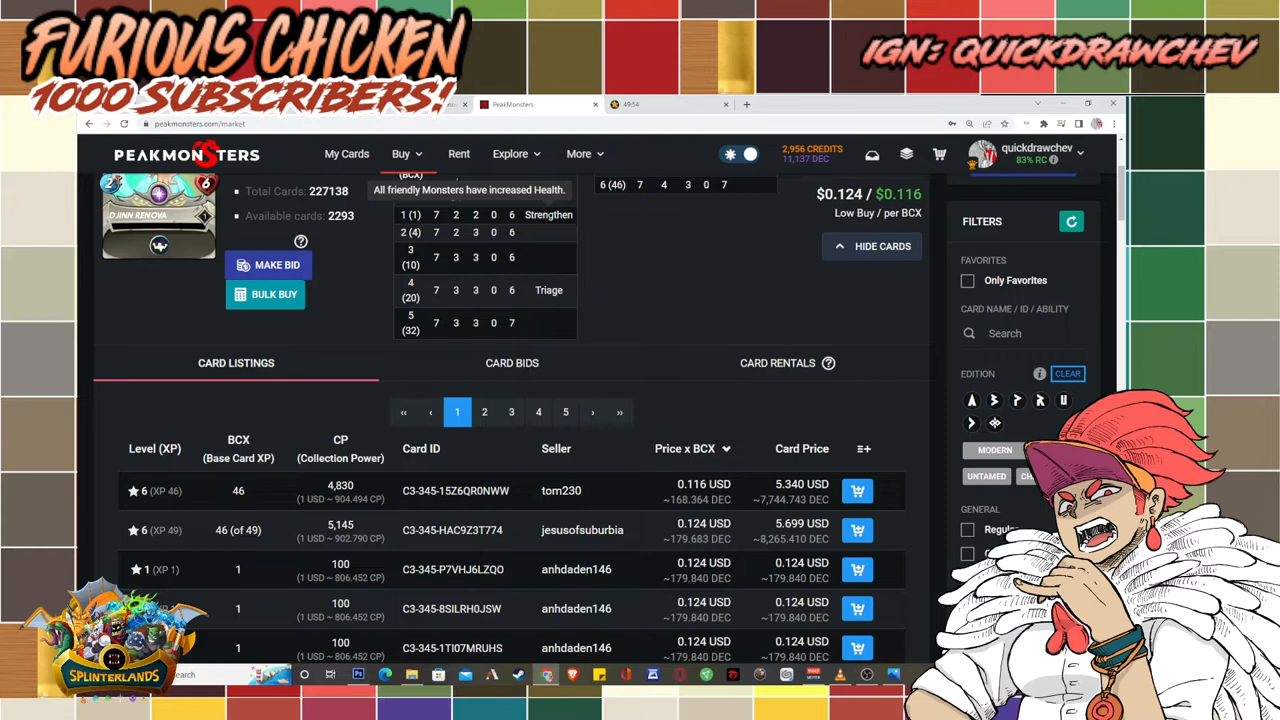 FURIOUS CHICKEN
1000 SUBSCRIBERS!
IGN: QUICKDRAWCHEV
PeakMonsters
49:54
peakmonsters.com/market
PEAKMONSTERS
My Cards
Buy
Rent
Explore
More
2,956 CREDITS
11,137 DEC
quickdrawchev
83% RC
2
6
DJINN RENOVA
1
Total Cards: 227138
Available cards: 2293
MAKE BID
BULK BUY
(BCX)
All friendly Monsters have increased Health.
1 (1) 7 2 2 0 6 Strengthen
2 (4) 7 2 3 0 6
3 (10) 7 3 3 0 6
4 (20) 7 3 3 0 6 Triage
5 (32) 7 3 3 0 7
6 (46) 7 4 3 0 7
$0.124 / $0.116
Low Buy / per BCX
HIDE CARDS
CARD LISTINGS
CARD BIDS
CARD RENTALS
‹‹ ‹ 1 2 3 4 5 › ››
Level (XP) BCX (Base Card XP) CP (Collection Power) Card ID Seller Price x BCX Card Price
6 (XP 46) 46 4,830 (1 USD ~ 904.494 CP) C3-345-15Z6QR0NWW tom230 0.116 USD ~168.364 DEC 5.340 USD ~7,744.743 DEC
6 (XP 49) 46 (of 49) 5,145 (1 USD ~ 902.790 CP) C3-345-HAC9Z3T774 jesusofsuburbia 0.124 USD ~179.683 DEC 5.699 USD ~8,265.410 DEC
1 (XP 1) 1 100 (1 USD ~ 806.452 CP) C3-345-P7VHJ6LZQO anhdaden146 0.124 USD ~179.840 DEC 0.124 USD ~179.840 DEC
1 100 (1 USD ~ 806.452 CP) C3-345-8SILRH0JSW anhdaden146 0.124 USD ~179.840 DEC 0.124 USD ~179.840 DEC
1 100 (1 USD ~ 806.452 CP) C3-345-1TI07MRUHS anhdaden146 0.124 USD ~179.840 DEC 0.124 USD ~179.840 DEC
FILTERS
FAVORITES
Only Favorites
CARD NAME / ID / ABILITY
Search
EDITION
CLEAR
MODERN
UNTAMED
GENERAL
SPLINTERLANDS